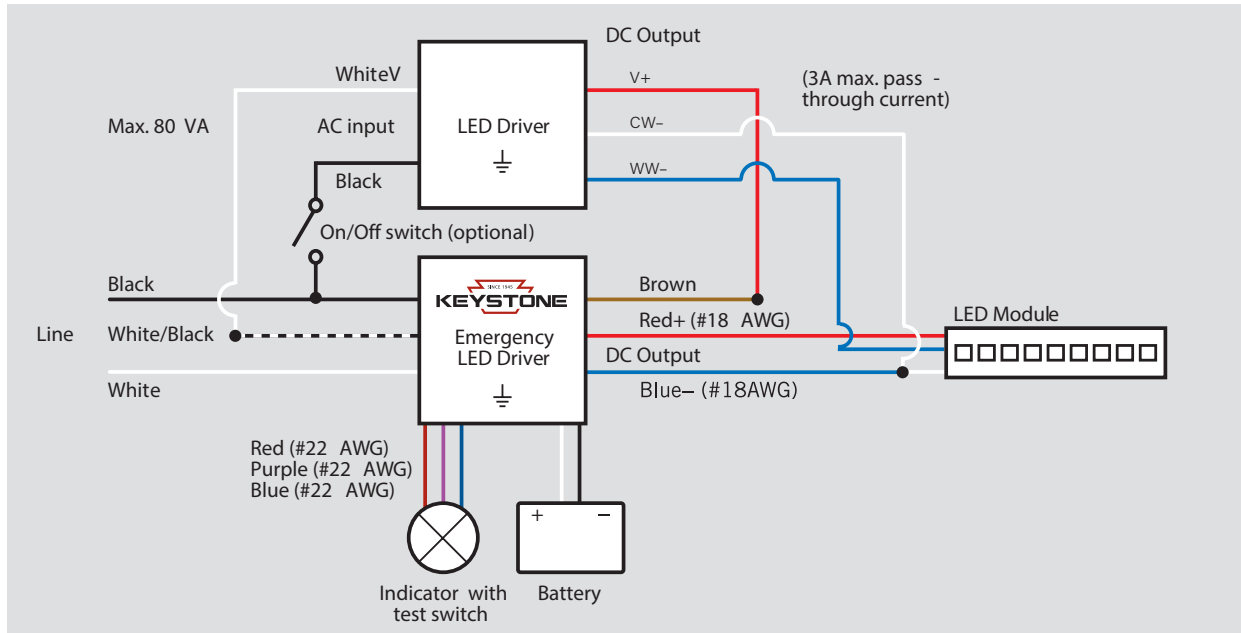 DC Output
WhiteV
V+
(3A max. pass -
through current)
Max. 80 VA
AC input
LED Driver
CW–
WW–
Black
On/Off switch (optional)
Black
SINCE 1945
KEYSTONE
Brown
Line
White/Black
Emergency
LED Driver
Red+ (#18 AWG)
LED Module
DC Output
White
Blue– (#18AWG)
Red (#22 AWG)
Purple (#22 AWG)
Blue (#22 AWG)
+ –
Indicator with
test switch
Battery